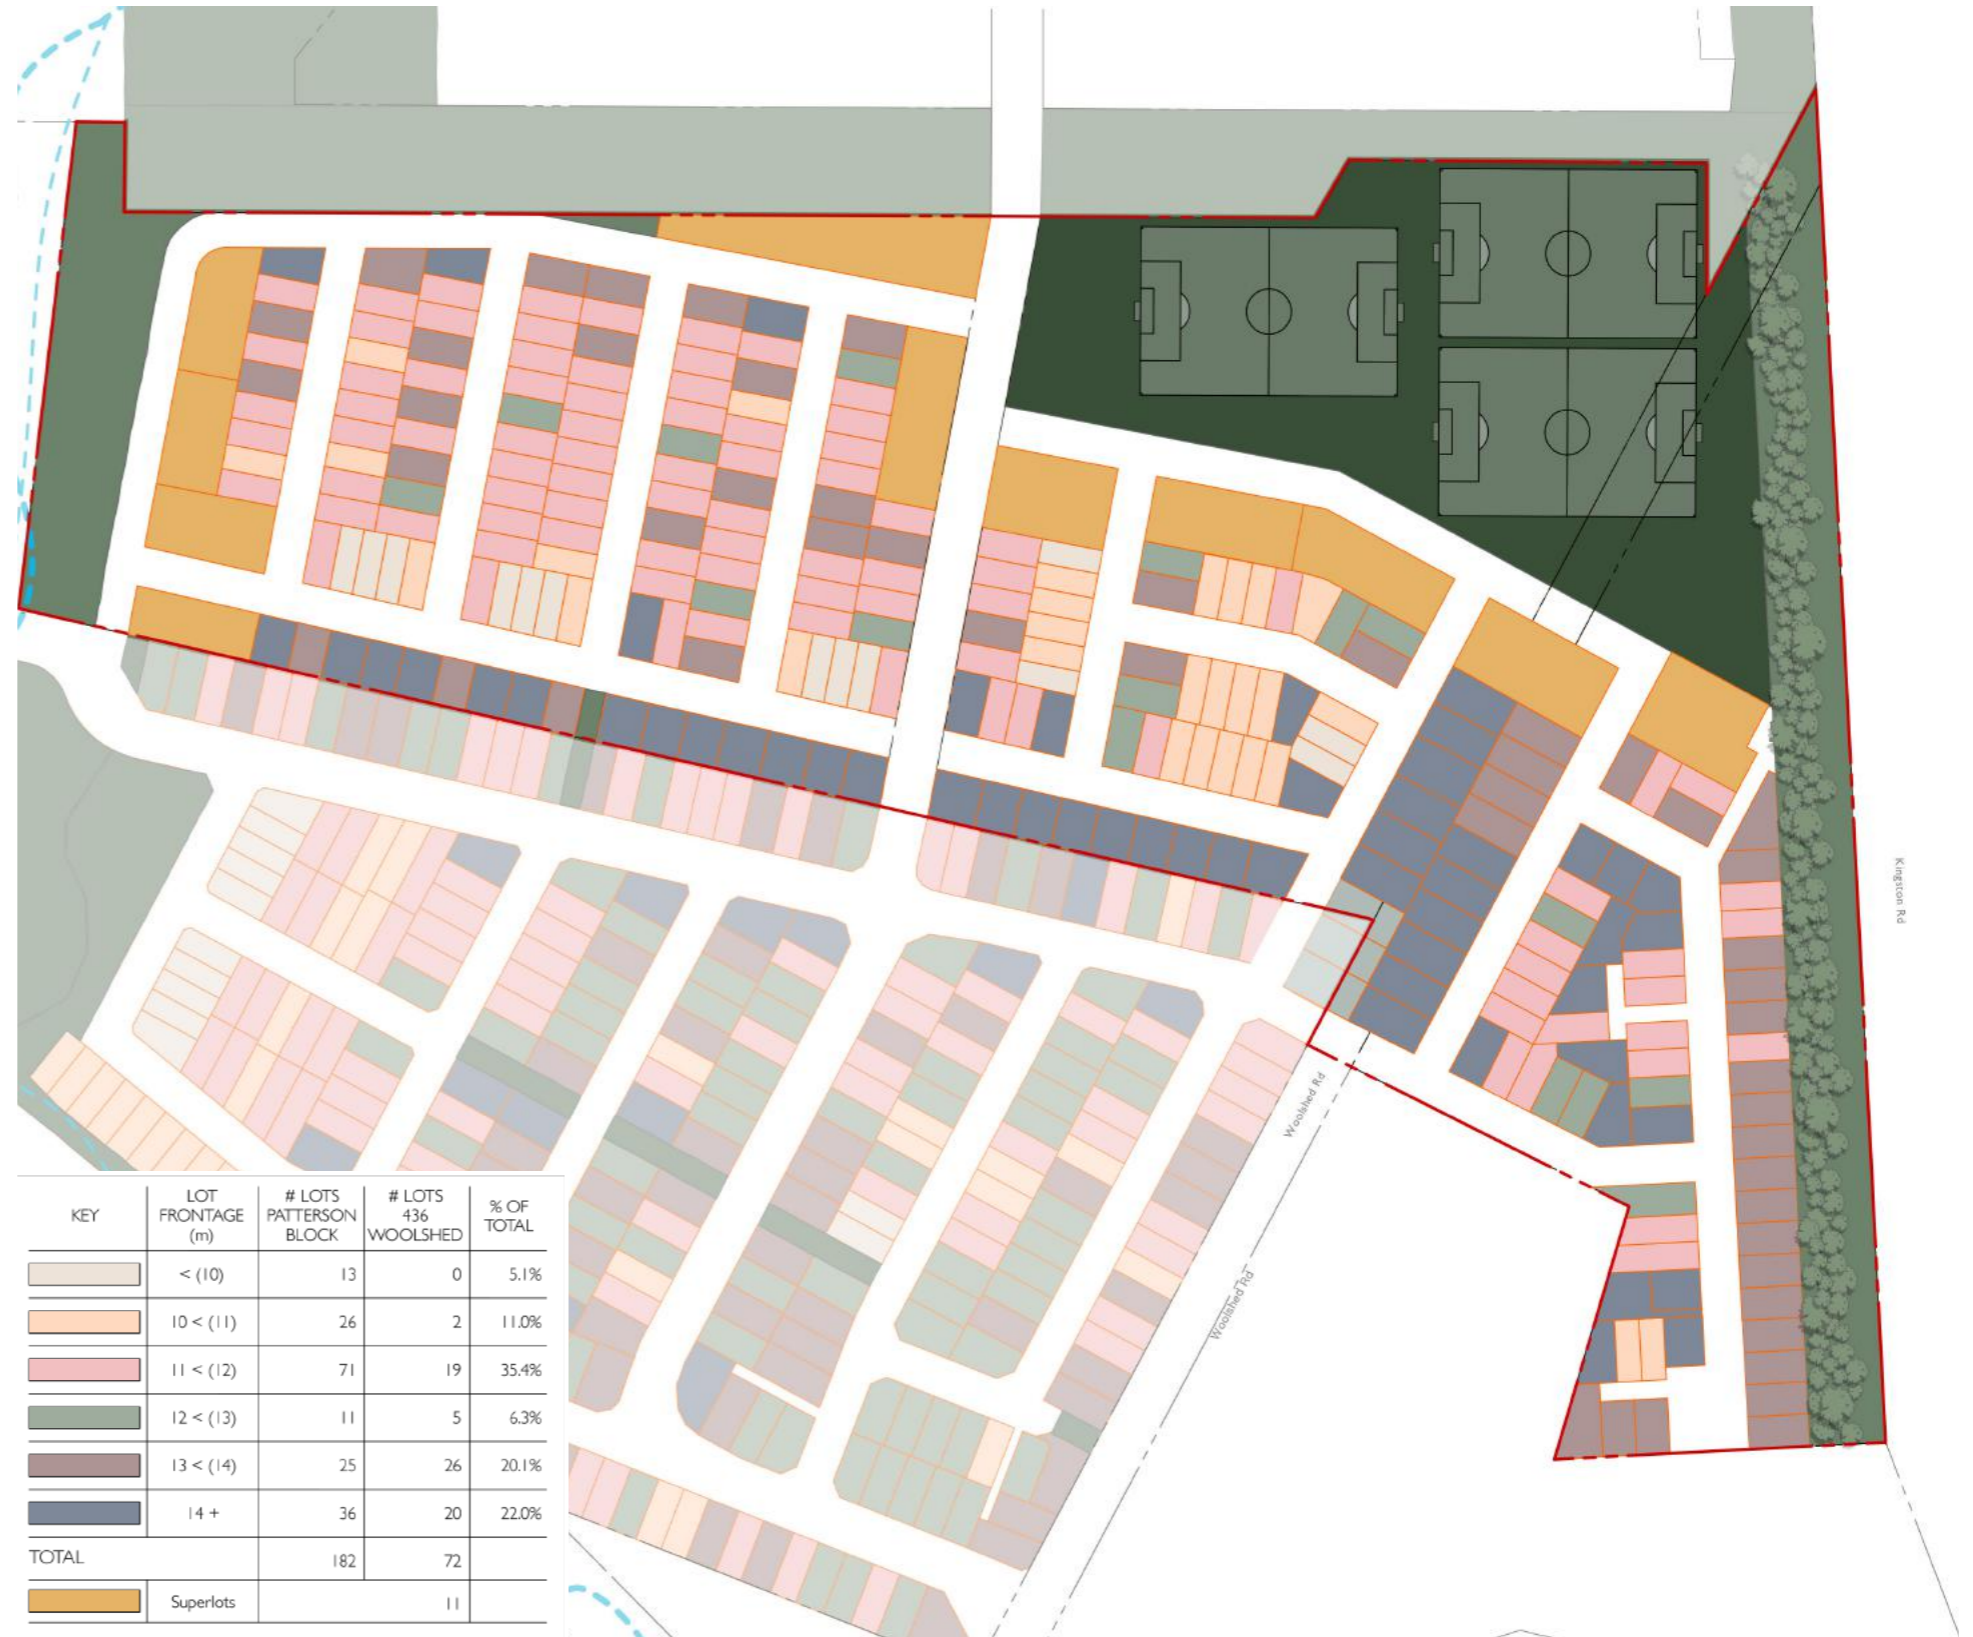 Kingston Rd
Woolshed Rd
Woolshed Rd
KEY
LOT
FRONTAGE
(m)
# LOTS
PATTERSON
BLOCK
# LOTS
436
WOOLSHED
% OF
TOTAL
< (10) 13 0 5.1%
10 < (11) 26 2 11.0%
11 < (12) 71 19 35.4%
12 < (13) 11 5 6.3%
13 < (14) 25 26 20.1%
14 + 36 20 22.0%
TOTAL 182 72
Superlots 11